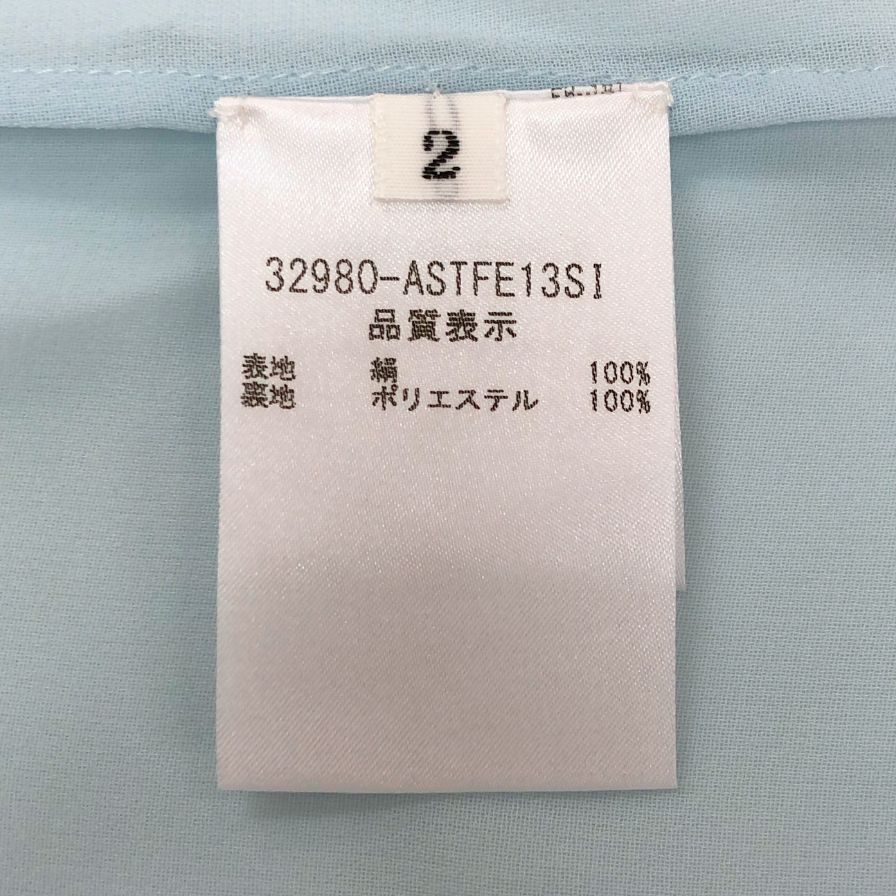 2
32980-ASTFE13SI
品質表示
表地 絹 100%
裏地 ポリエステル 100%